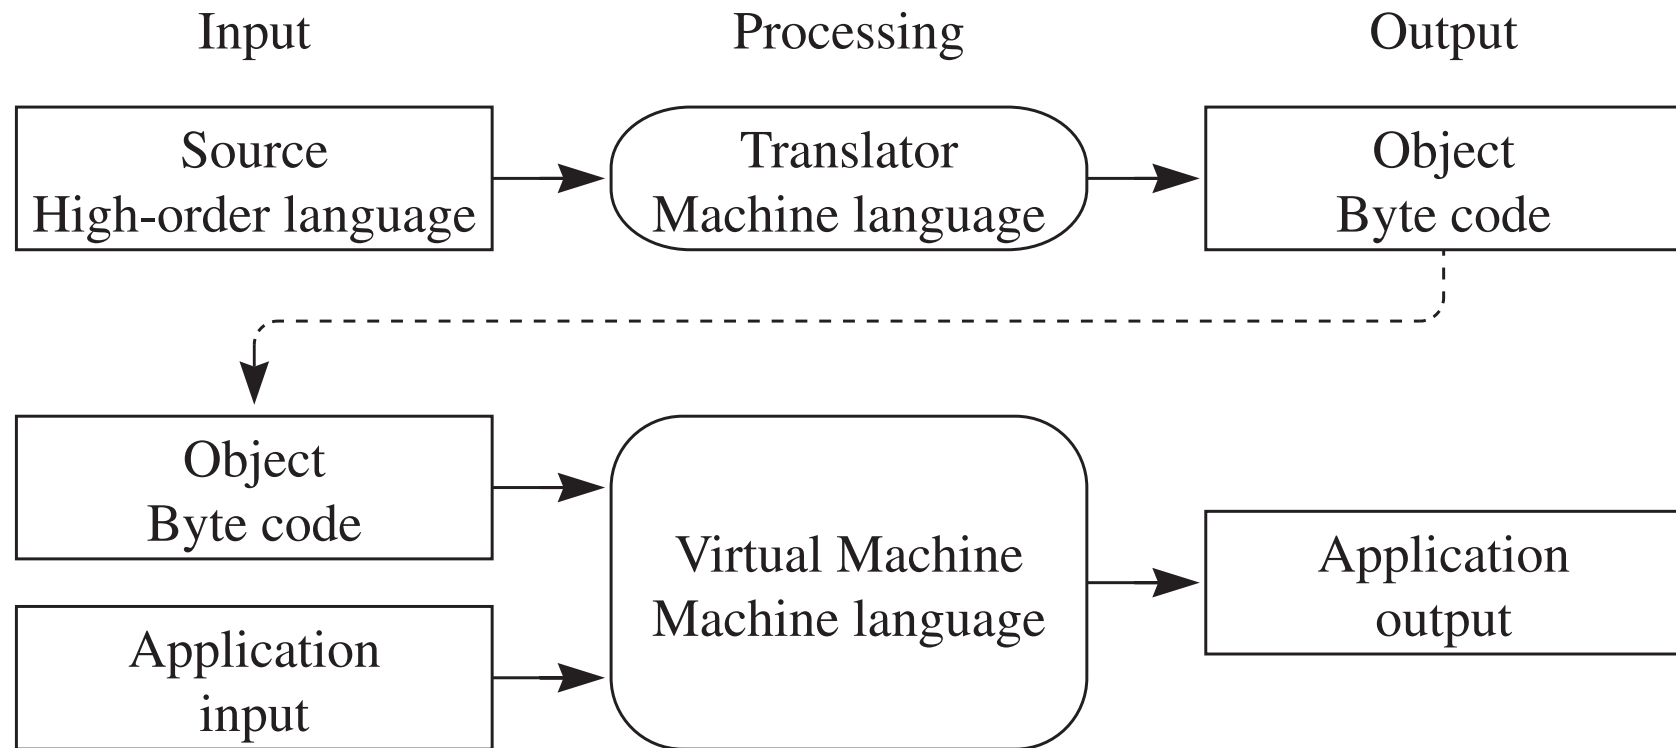 Input
Processing
Output
Source
High-order language
Translator
Machine language
Object
Byte code
Object
Byte code
Application
input
Virtual Machine
Machine language
Application
output